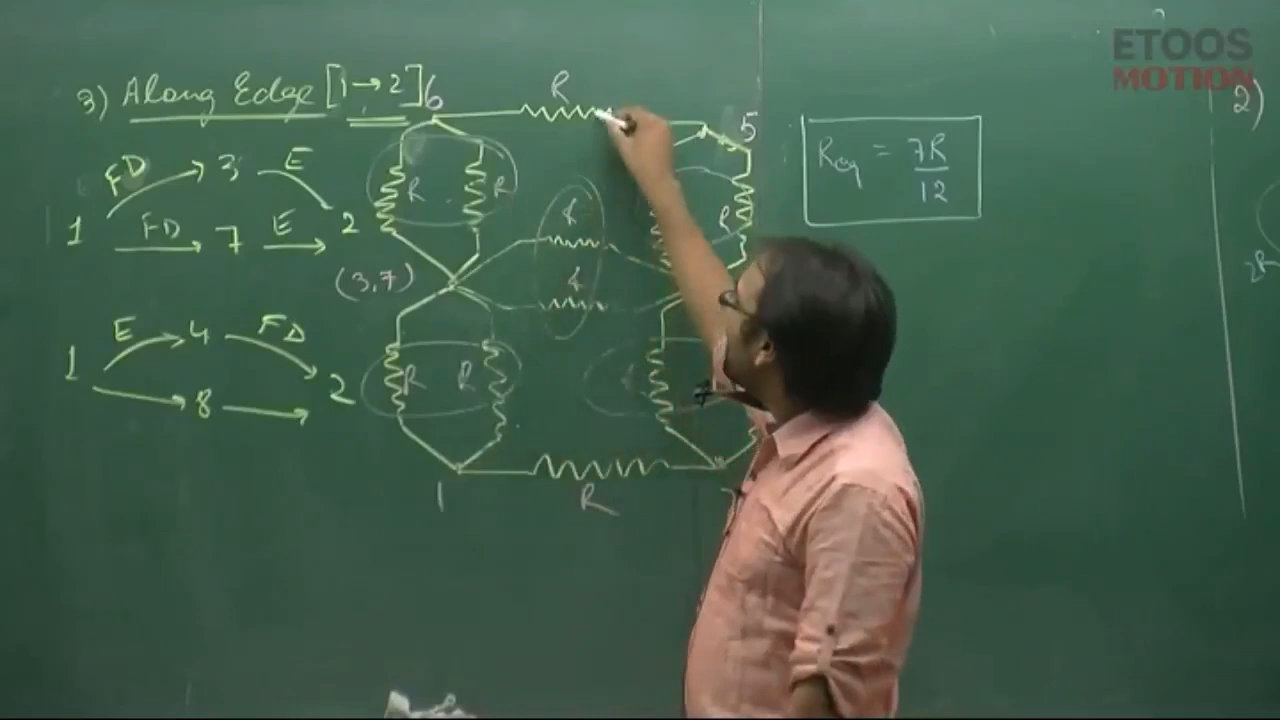 ETOOS
MOTION
3) Along Edge [1→2]
2)
6
R
5
FD
3
E
1
FD
7
E
2
R
R
R
R
R
Req = 7R/12
(3,7)
E
4
FD
1
8
2
R
R
1
R
2R